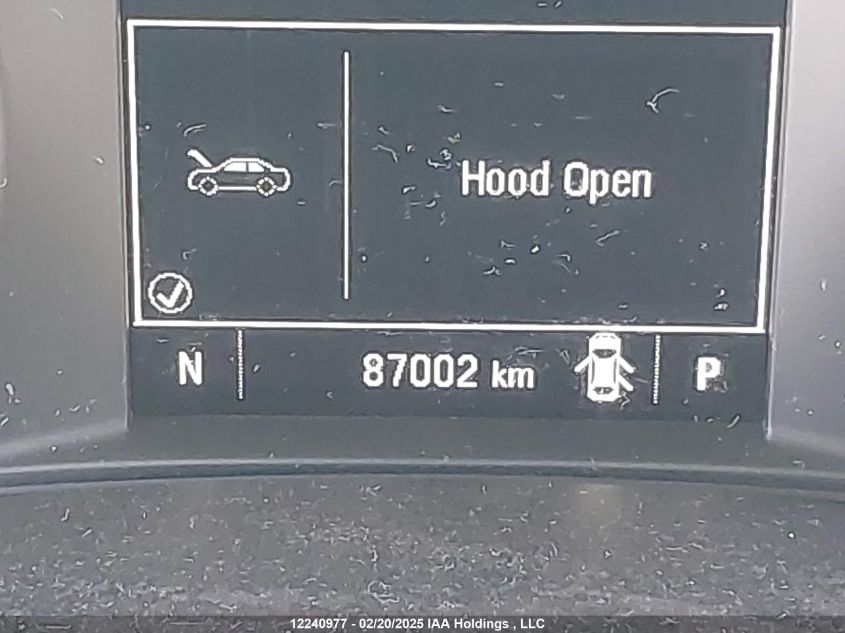 Hood Open
N 87002 km P
12240977 - 02/20/2025 IAA Holdings , LLC